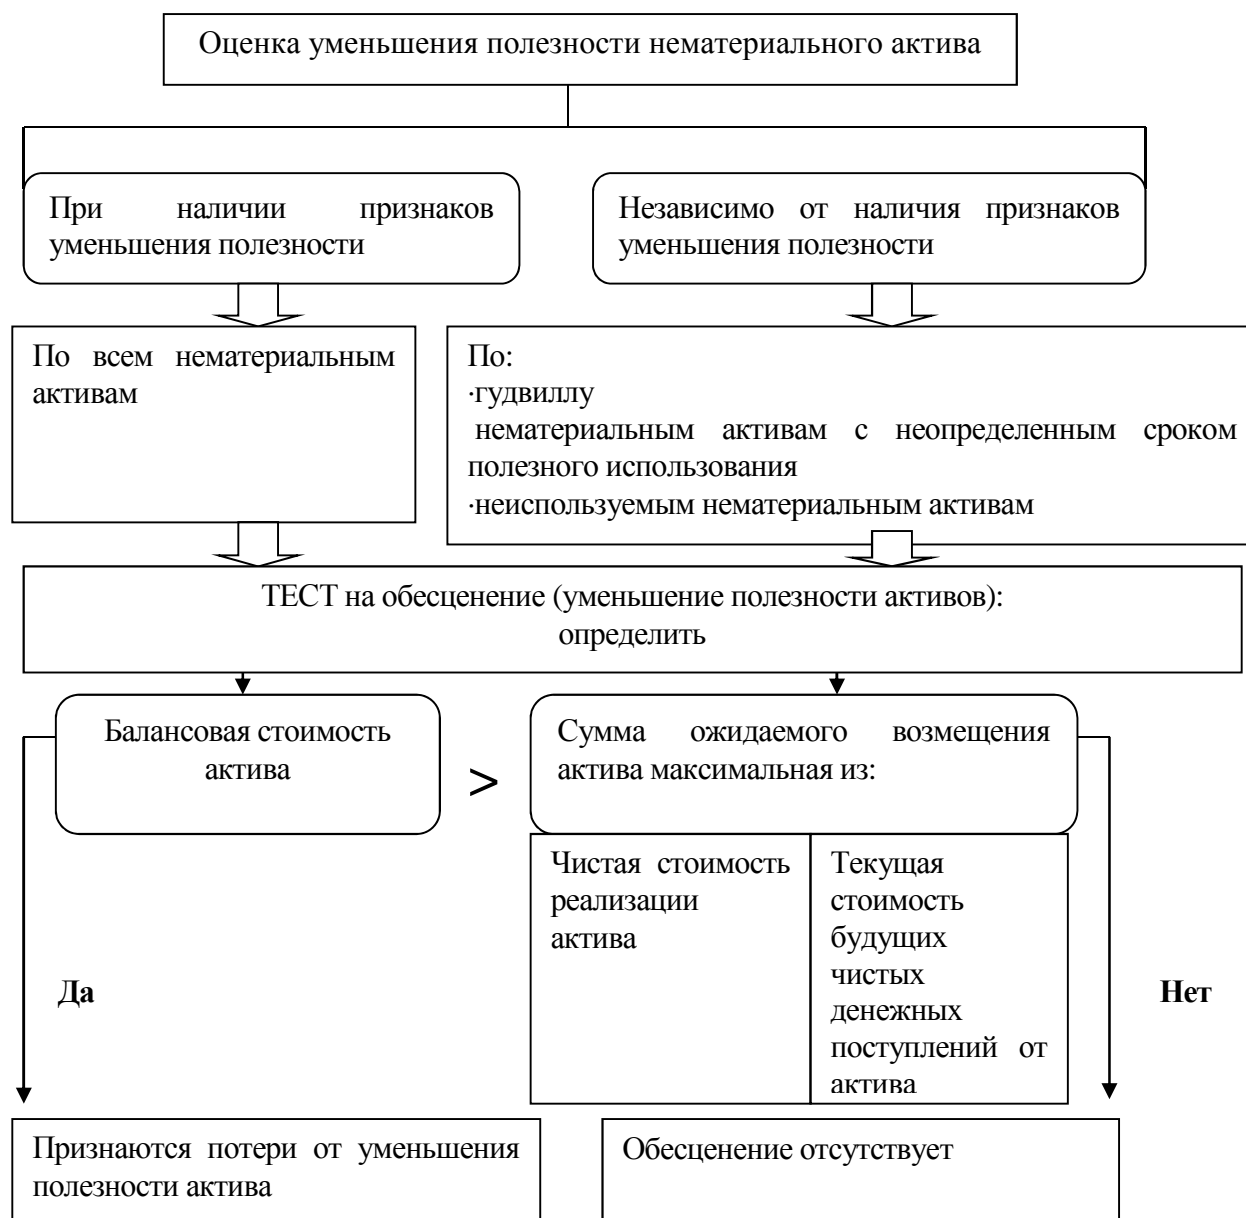 Оценка уменьшения полезности нематериального актива
При наличии признаков
уменьшения полезности
Независимо от наличия признаков
уменьшения полезности
По всем нематериальным
активам
По:
·гудвиллу
нематериальным активам с неопределенным сроком
полезного использования
·неиспользуемым нематериальным активам
ТЕСТ на обесценение (уменьшение полезности активов):
определить
Балансовая стоимость
актива
>
Сумма ожидаемого возмещения
актива максимальная из:
Чистая стоимость
реализации
актива
Текущая
стоимость
будущих
чистых
денежных
поступлений от
актива
Да
Нет
Признаются потери от уменьшения
полезности актива
Обесценение отсутствует